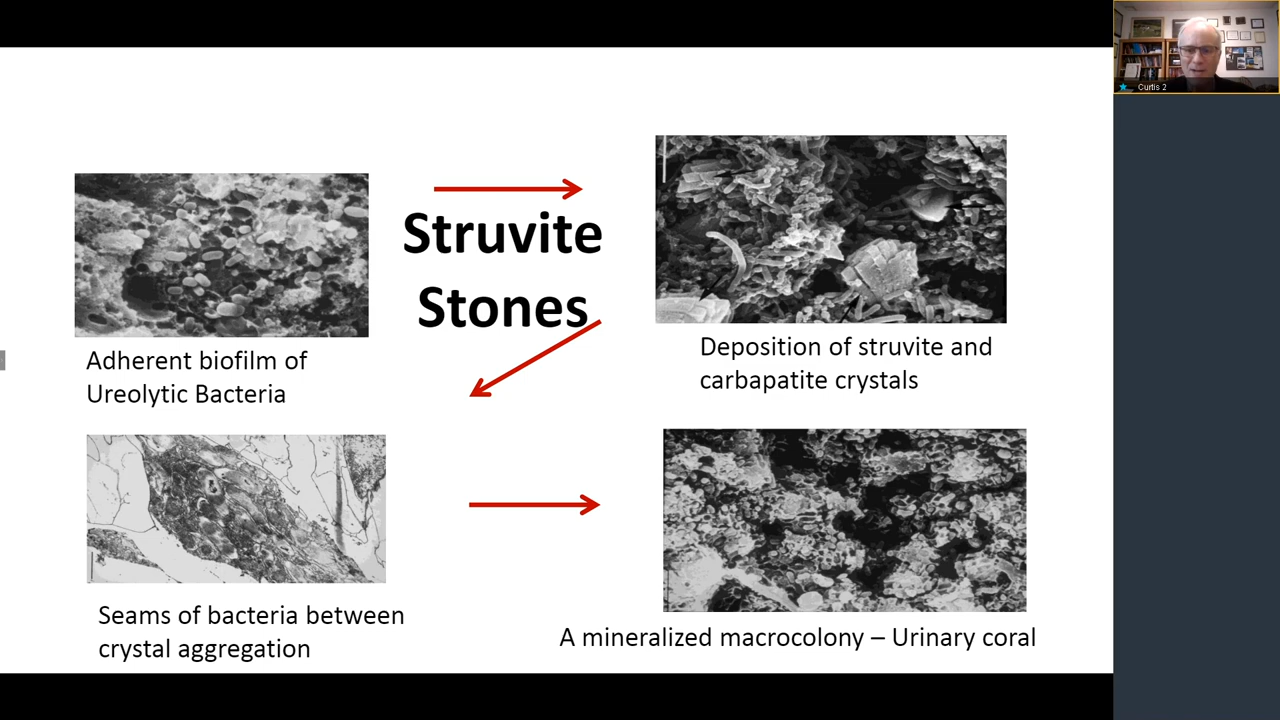 Curtis 2
Struvite
Stones
Adherent biofilm of
Ureolytic Bacteria
Deposition of struvite and
carbapatite crystals
Seams of bacteria between
crystal aggregation
A mineralized macrocolony – Urinary coral